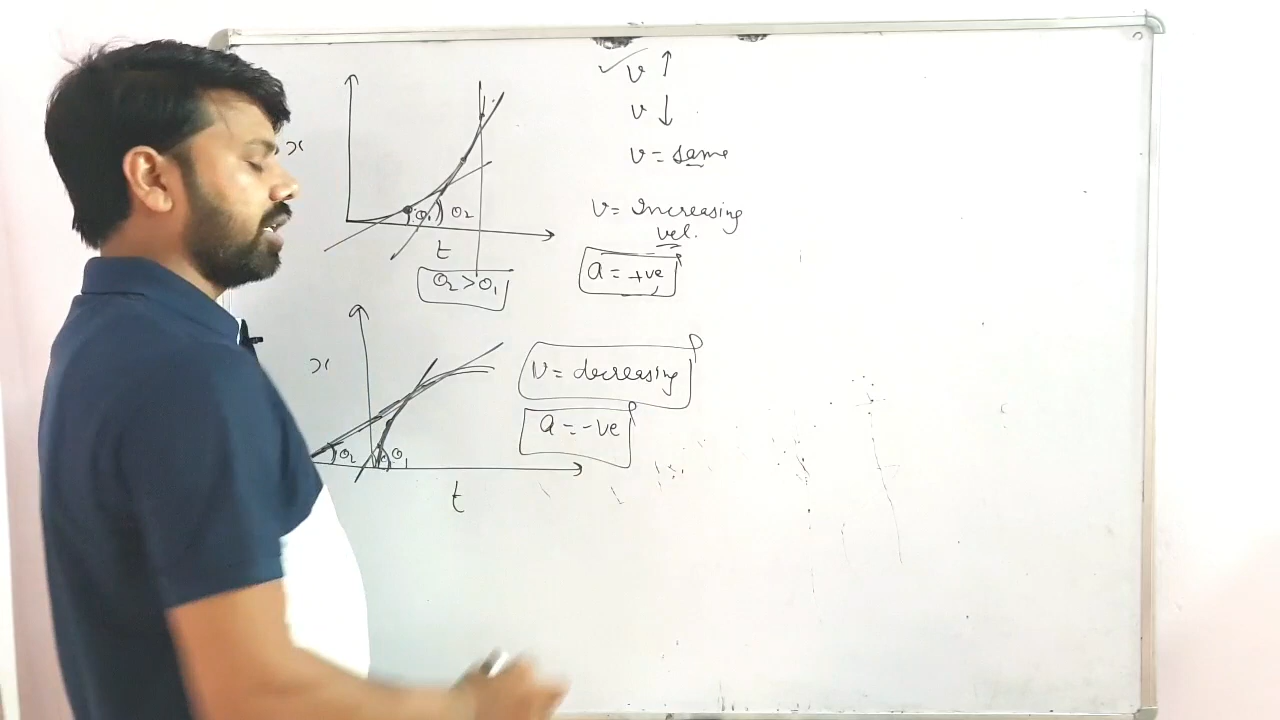 v ↑
v ↓
v = same
x
θ₁ θ₂
t
v = Increasing
vel.
θ₂ > θ₁
a = +ve
x
v = decreasing
a = -ve
θ₂ θ₁
t